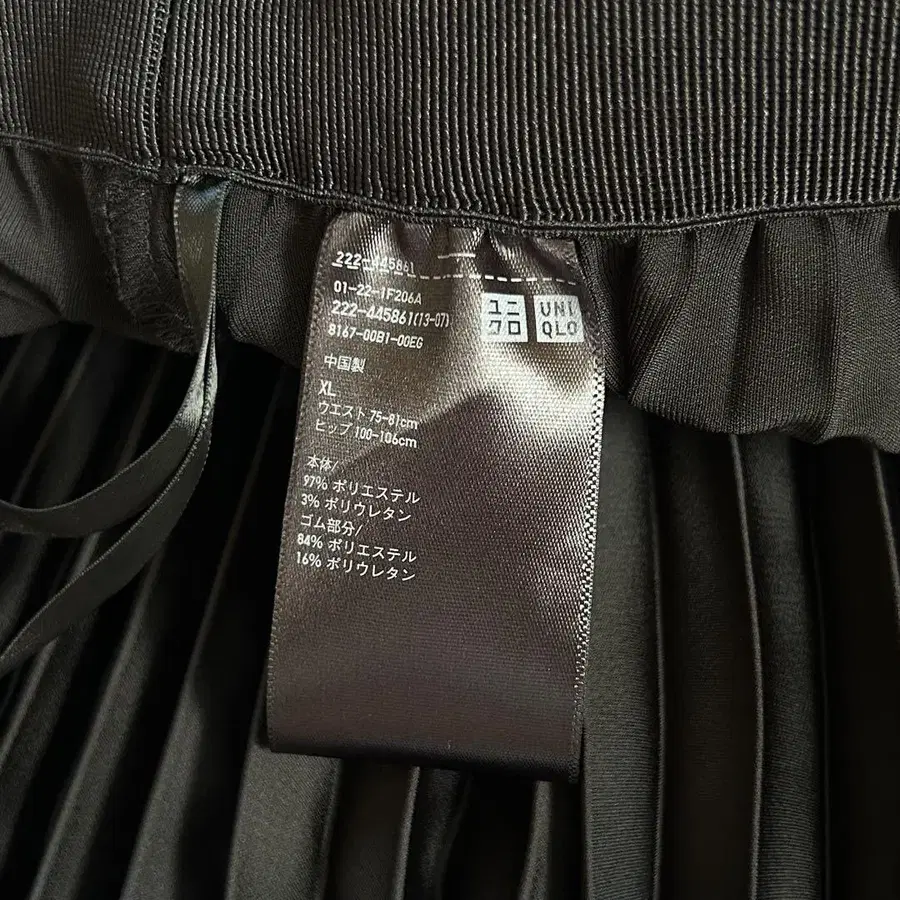 222-445861
01-22-1F206A
222-445861(13-07)
8167-00B1-00EG
ユニクロ
UNIQLO
中国製
XL
ウエスト 75-81cm
ヒップ 100-106cm
本体/
97% ポリエステル
3% ポリウレタン
ゴム部分/
84% ポリエステル
16% ポリウレタン